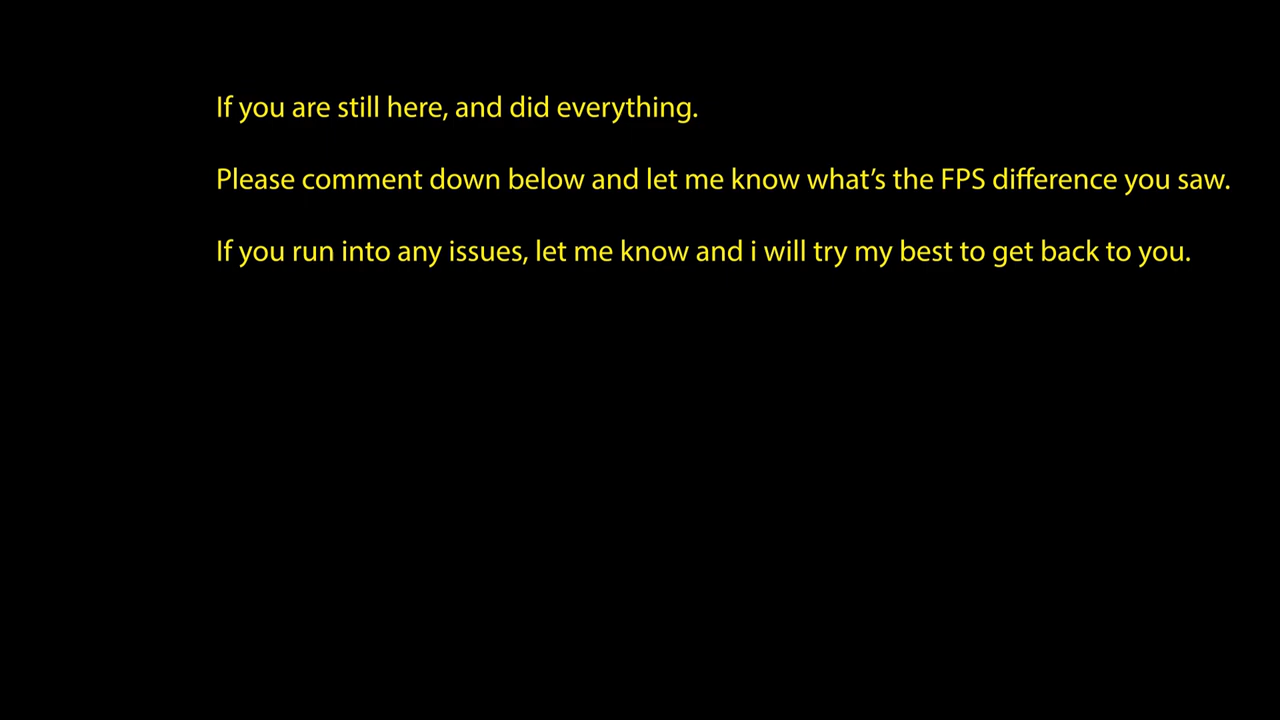 If you are still here, and did everything.
Please comment down below and let me know what’s the FPS difference you saw.
If you run into any issues, let me know and i will try my best to get back to you.